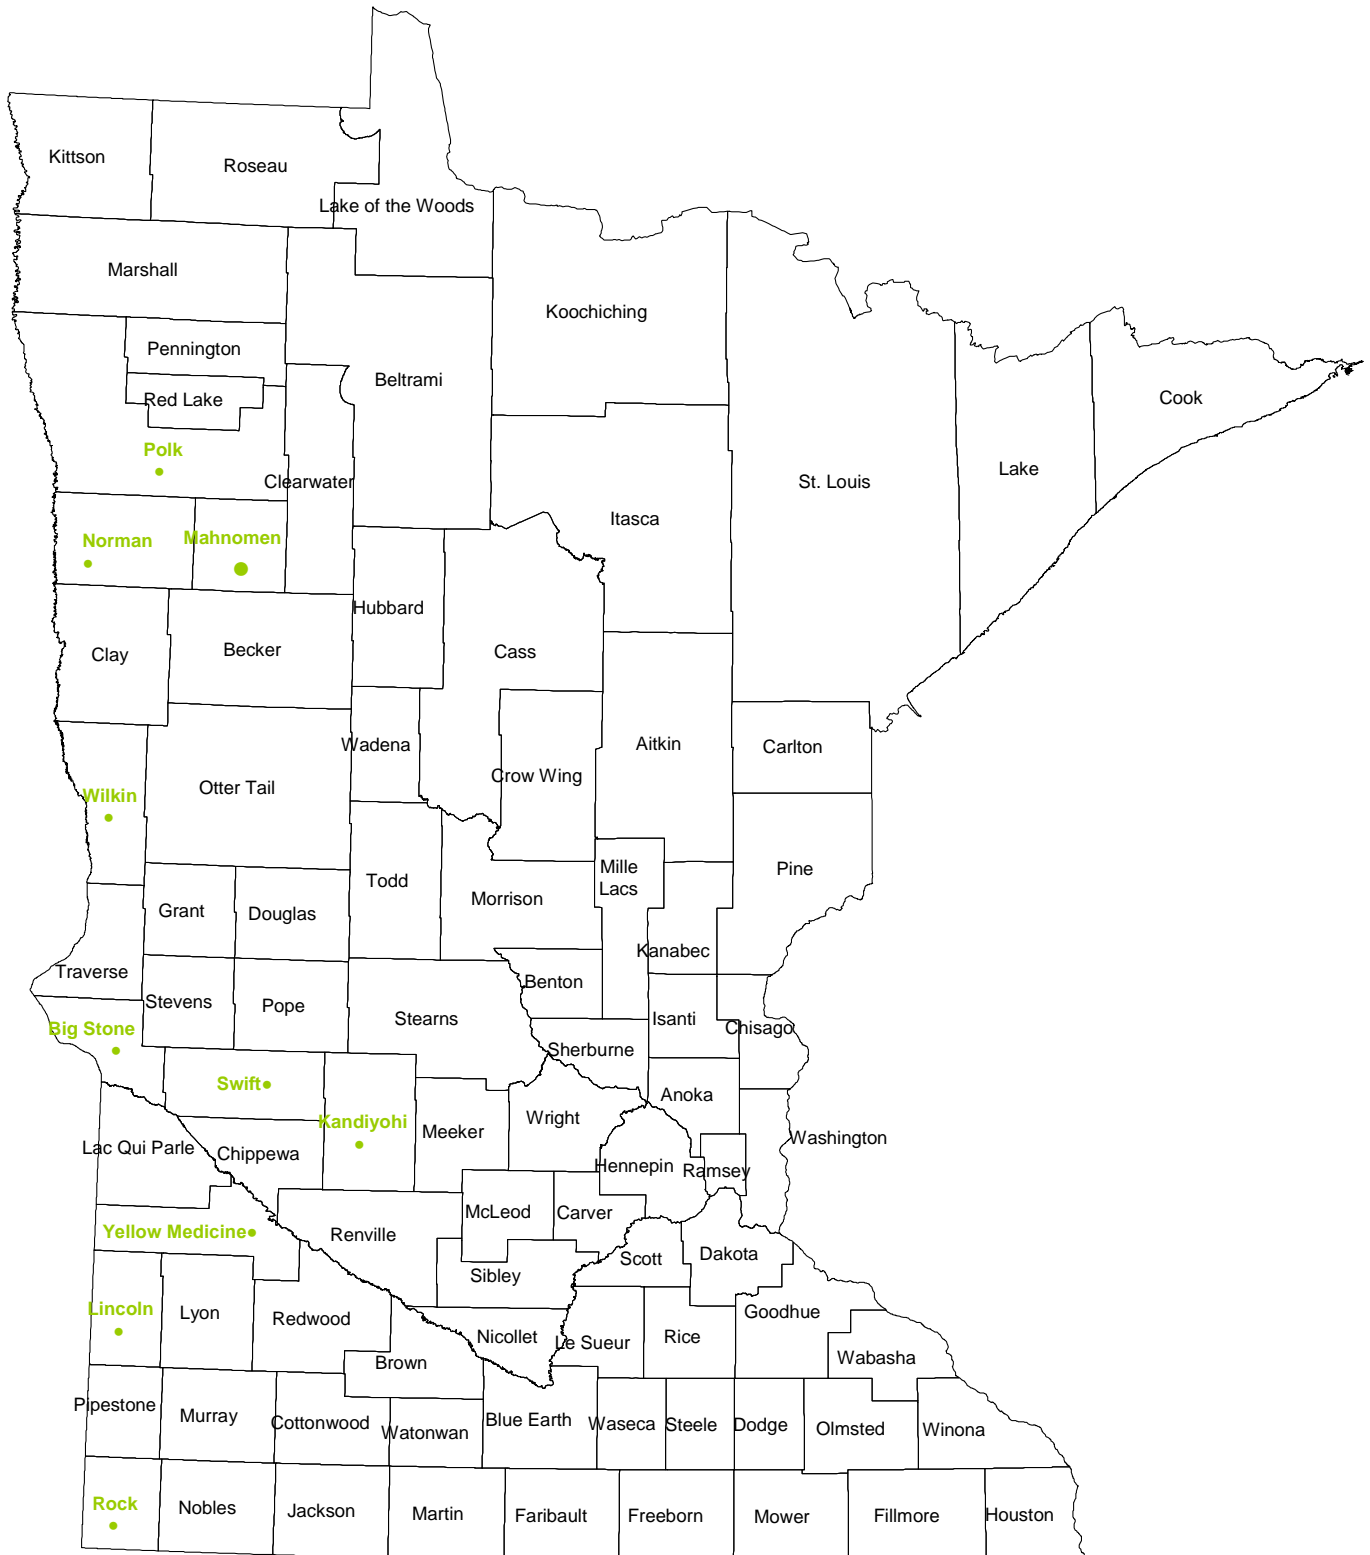 Kittson
Roseau
Lake of the Woods
Marshall
Koochiching
Pennington
Beltrami
Red Lake
Cook
Polk
Lake
Clearwater
St. Louis
Itasca
Norman
Mahnomen
Hubbard
Becker
Clay
Cass
Wadena
Aitkin
Carlton
Crow Wing
Otter Tail
Wilkin
Mille
Lacs
Pine
Todd
Morrison
Grant
Douglas
Kanabec
Traverse
Benton
Stevens
Pope
Stearns
Isanti
Chisago
Big Stone
Sherburne
Swift
Anoka
Kandiyohi
Wright
Meeker
Washington
Lac Qui Parle
Chippewa
Hennepin
Ramsey
McLeod
Carver
Yellow Medicine
Renville
Dakota
Scott
Sibley
Lincoln
Lyon
Redwood
Goodhue
Nicollet
Le Sueur
Rice
Brown
Wabasha
Pipestone
Murray
Cottonwood
Watonwan
Blue Earth
Waseca
Steele
Dodge
Olmsted
Winona
Rock
Nobles
Jackson
Martin
Faribault
Freeborn
Mower
Fillmore
Houston